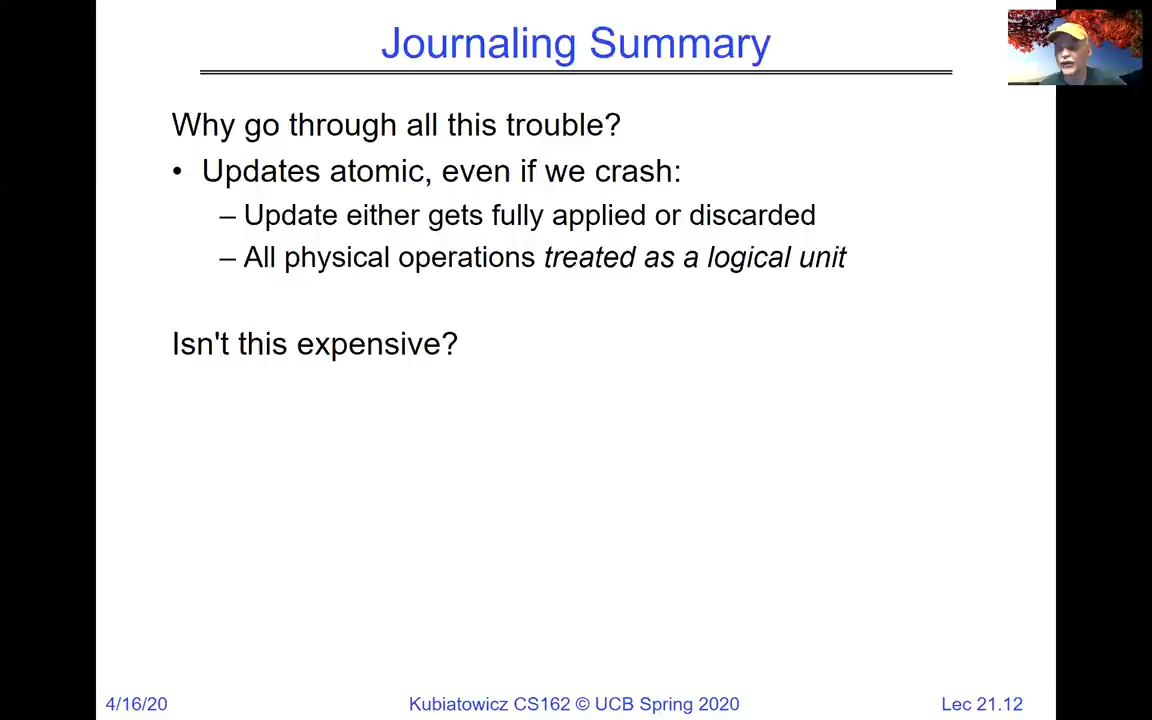 Journaling Summary
Why go through all this trouble?
• Updates atomic, even if we crash:
– Update either gets fully applied or discarded
– All physical operations treated as a logical unit
Isn't this expensive?
4/16/20
Kubiatowicz CS162 © UCB Spring 2020
Lec 21.12